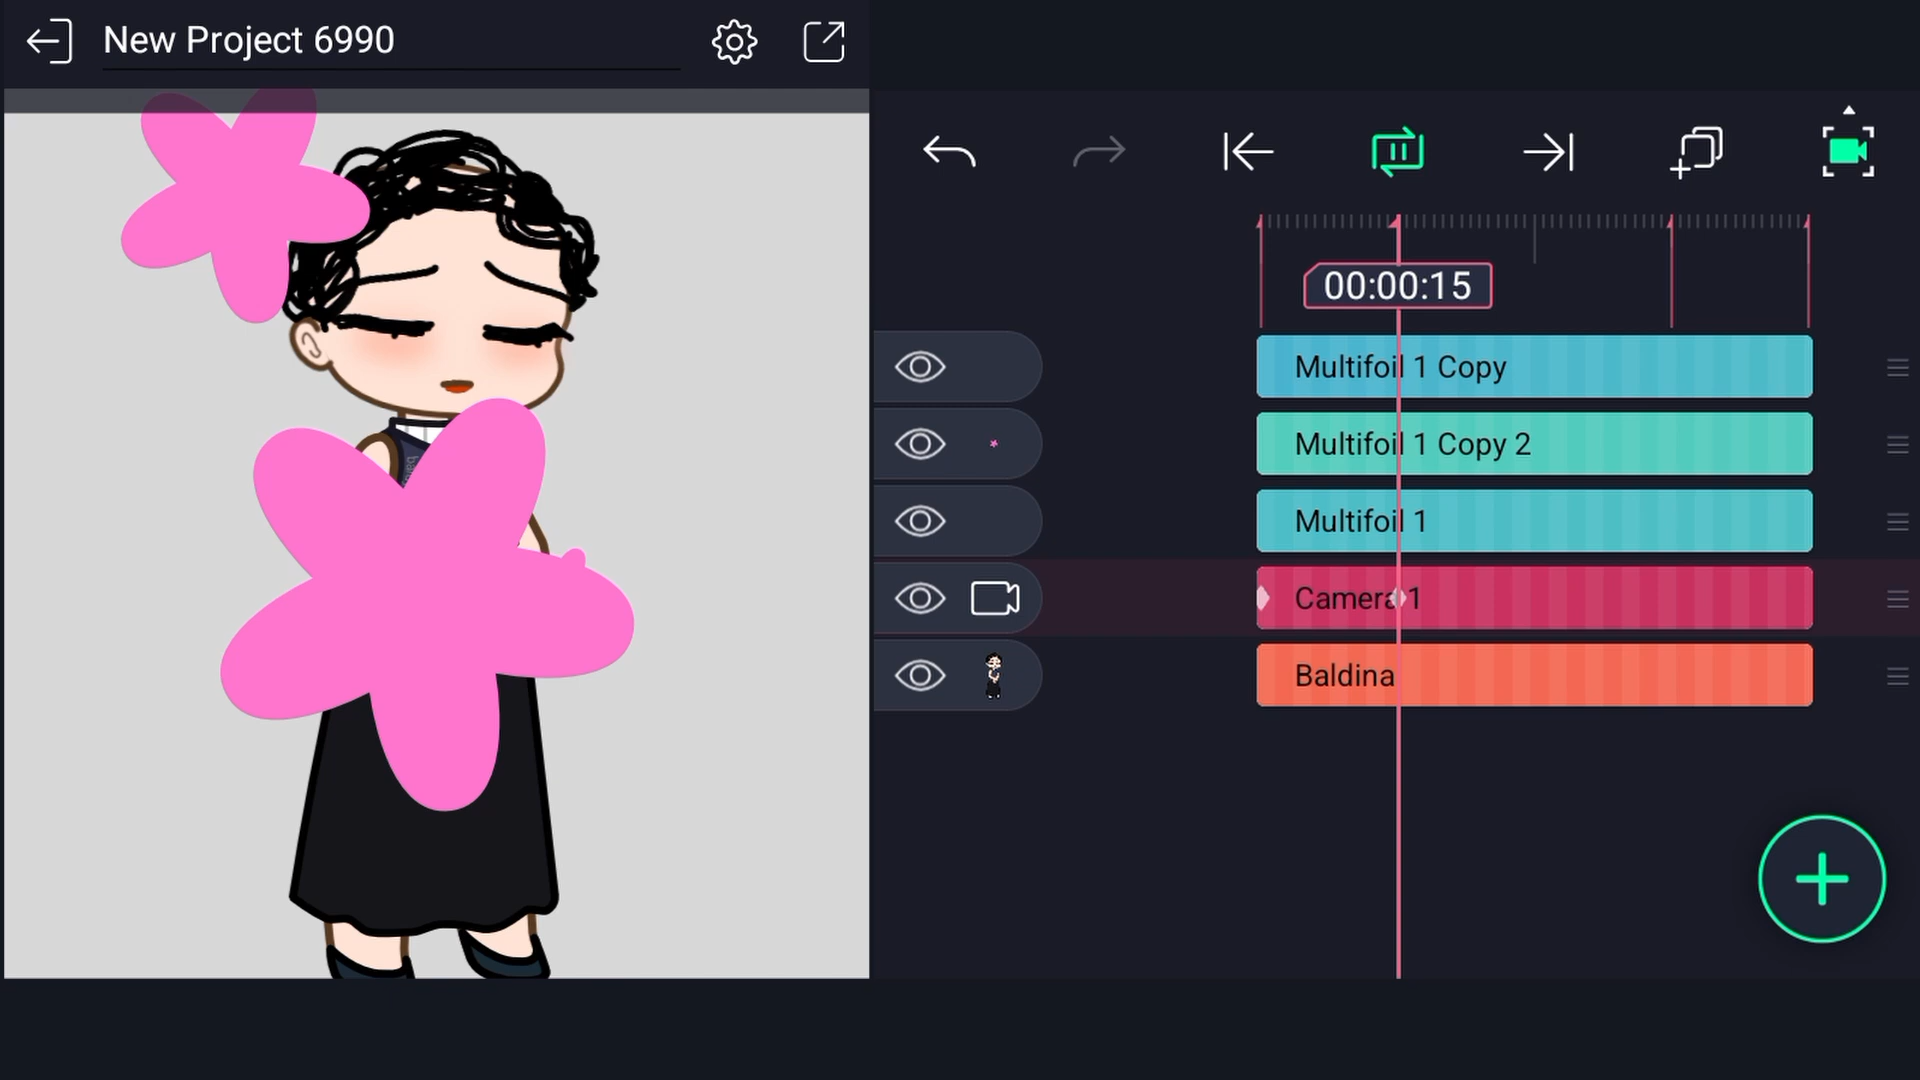 New Project 6990
00:00:15
Multifoil 1 Copy
Multifoil 1 Copy 2
Multifoil 1
Camera 1
Baldina